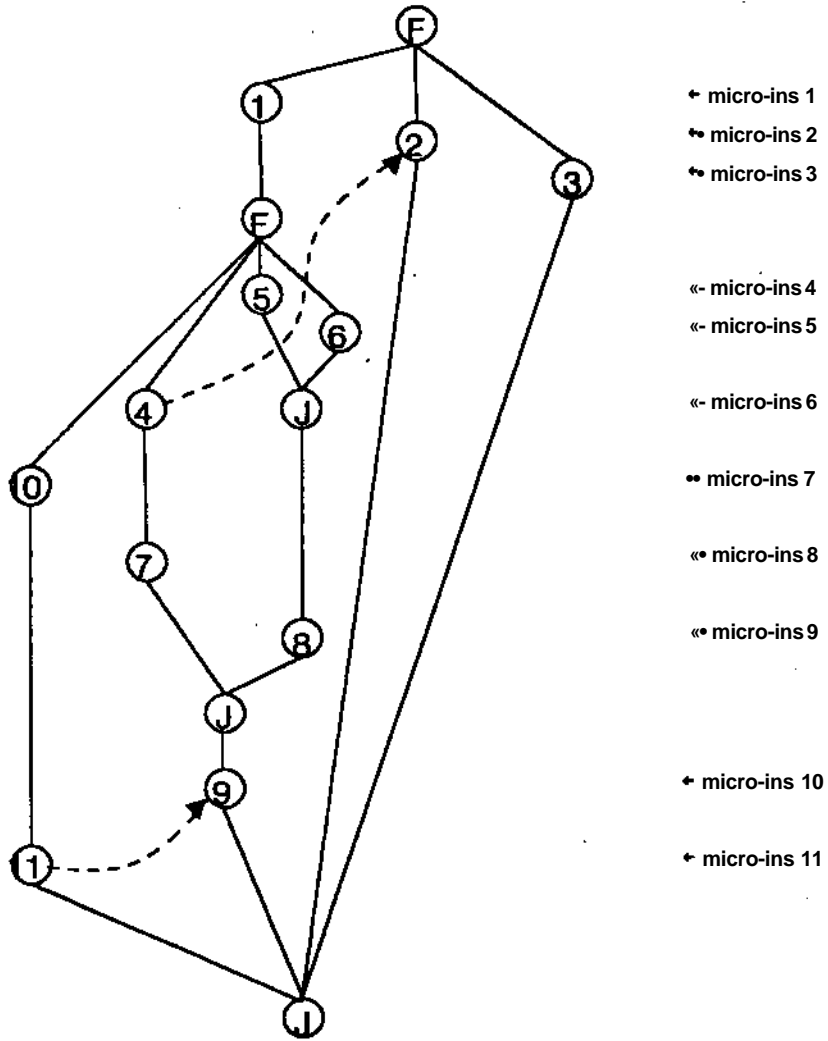 F
1
← micro-ins 1
2
← micro-ins 2
3
← micro-ins 3
F
5
«- micro-ins 4
6
«- micro-ins 5
4
J
«- micro-ins 6
10
•• micro-ins 7
7
«• micro-ins 8
8
«• micro-ins 9
J
9
← micro-ins 10
11
← micro-ins 11
J